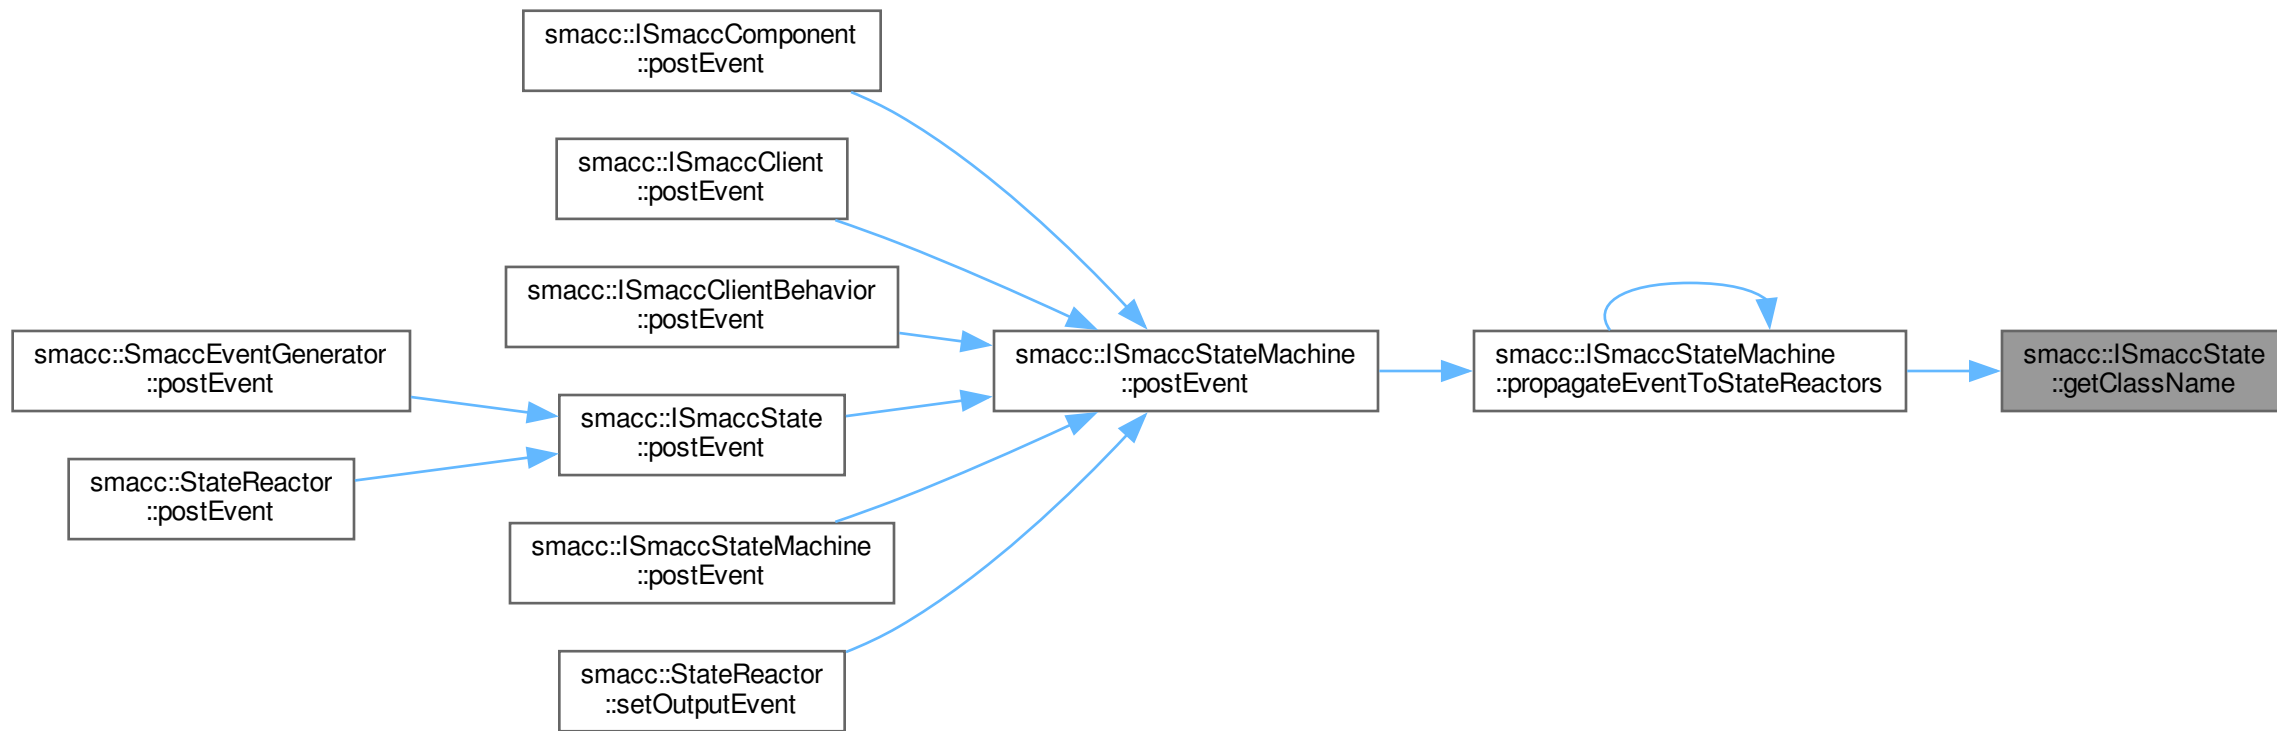 smacc::ISmaccComponent
::postEvent
smacc::ISmaccClient
::postEvent
smacc::ISmaccClientBehavior
::postEvent
smacc::SmaccEventGenerator
::postEvent
smacc::ISmaccStateMachine
::postEvent
smacc::ISmaccStateMachine
::propagateEventToStateReactors
smacc::ISmaccState
::getClassName
smacc::ISmaccState
::postEvent
smacc::StateReactor
::postEvent
smacc::ISmaccStateMachine
::postEvent
smacc::StateReactor
::setOutputEvent